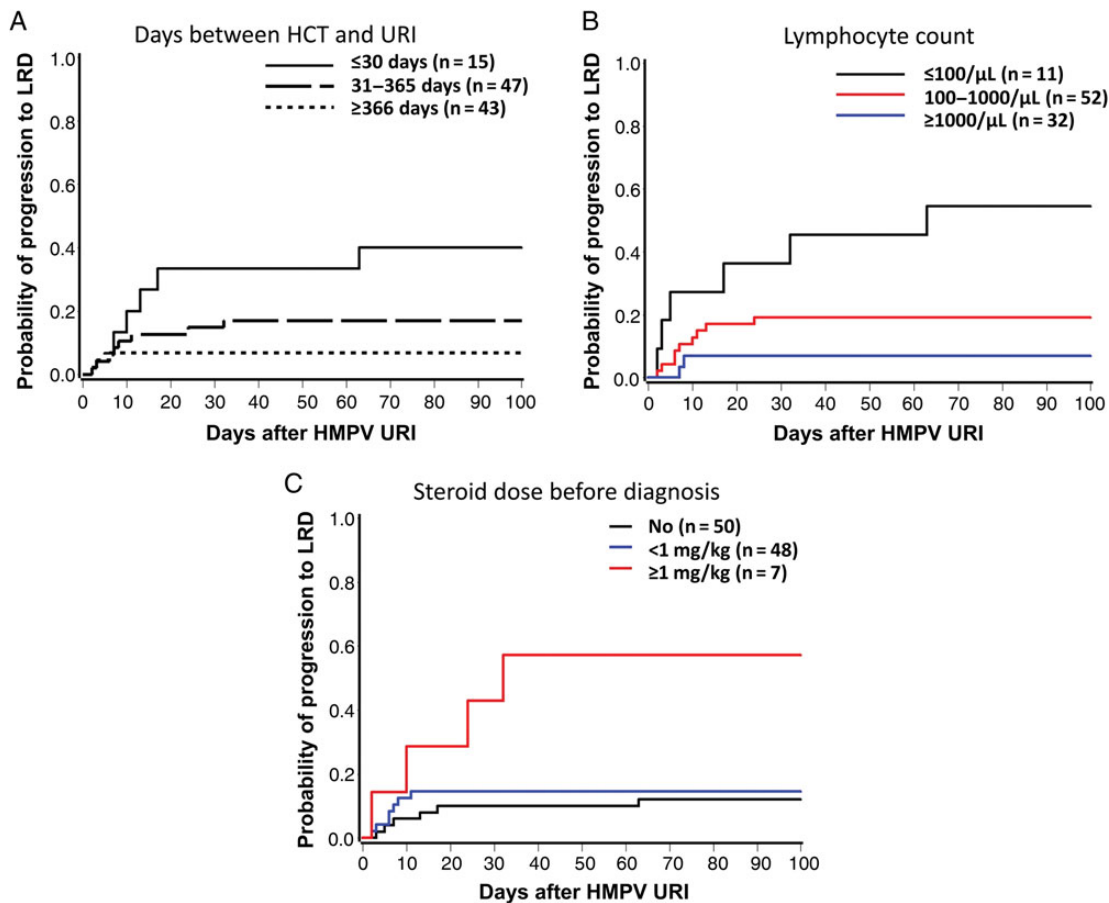 A
Days between HCT and URI
≤30 days (n = 15)
31–365 days (n = 47)
≥366 days (n = 43)
Probability of progression to LRD
1.0
0.8
0.6
0.4
0.2
0.0
0 10 20 30 40 50 60 70 80 90 100
Days after HMPV URI
B
Lymphocyte count
≤100/µL (n = 11)
100–1000/µL (n = 52)
≥1000/µL (n = 32)
Probability of progression to LRD
1.0
0.8
0.6
0.4
0.2
0.0
0 10 20 30 40 50 60 70 80 90 100
Days after HMPV URI
C
Steroid dose before diagnosis
No (n = 50)
<1 mg/kg (n = 48)
≥1 mg/kg (n = 7)
Probability of progression to LRD
1.0
0.8
0.6
0.4
0.2
0.0
0 10 20 30 40 50 60 70 80 90 100
Days after HMPV URI